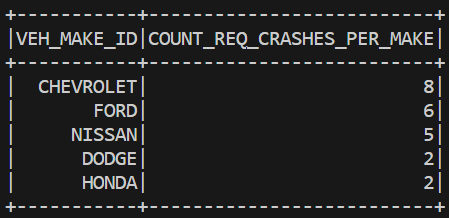 +-----------+--------------------------+
|VEH_MAKE_ID|COUNT_REQ_CRASHES_PER_MAKE|
+-----------+--------------------------+
|  CHEVROLET|                         8|
|       FORD|                         6|
|     NISSAN|                         5|
|      DODGE|                         2|
|      HONDA|                         2|
+-----------+--------------------------+